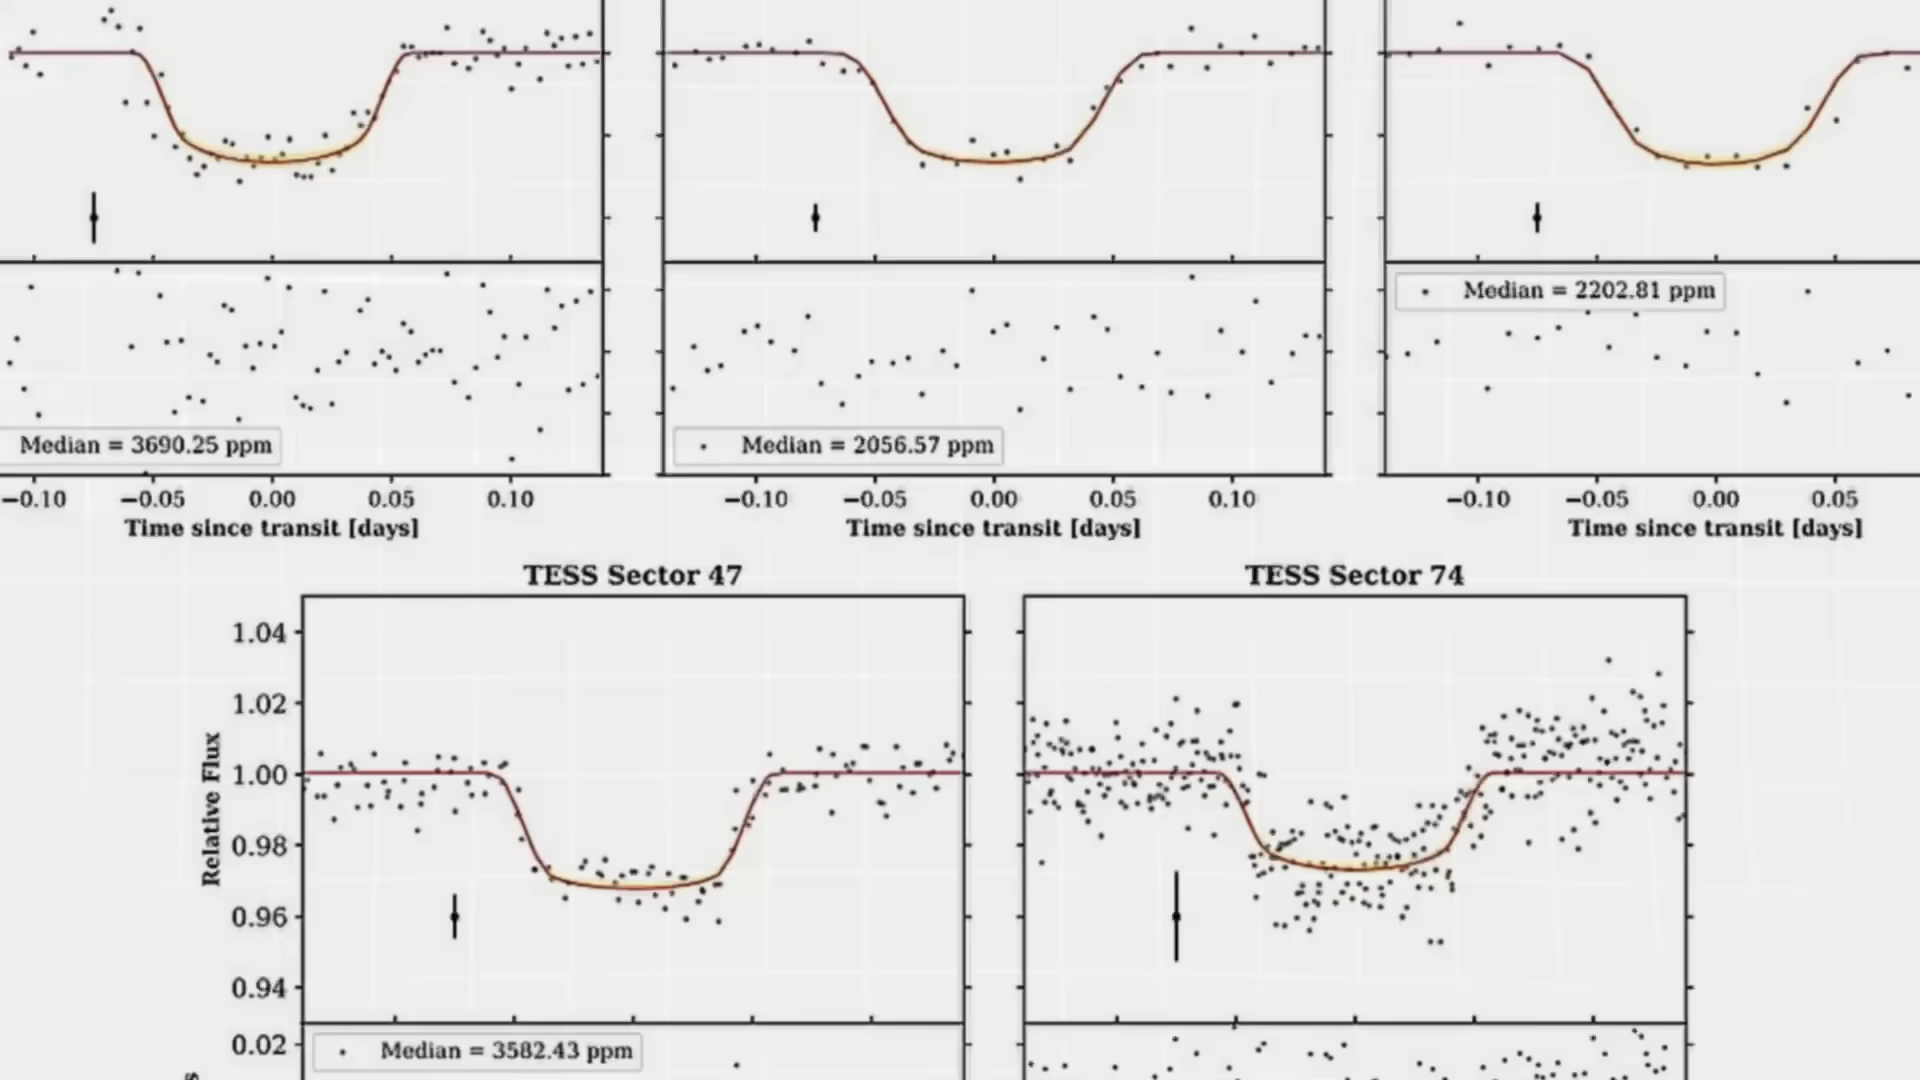 Median = 2202.81 ppm
Median = 3690.25 ppm
Median = 2056.57 ppm
−0.10 −0.05 0.00 0.05 0.10
−0.10 −0.05 0.00 0.05 0.10
−0.10 −0.05 0.00 0.05
Time since transit [days]
Time since transit [days]
Time since transit [days]
TESS Sector 47
TESS Sector 74
Relative Flux
1.04
1.02
1.00
0.98
0.96
0.94
0.02
Median = 3582.43 ppm